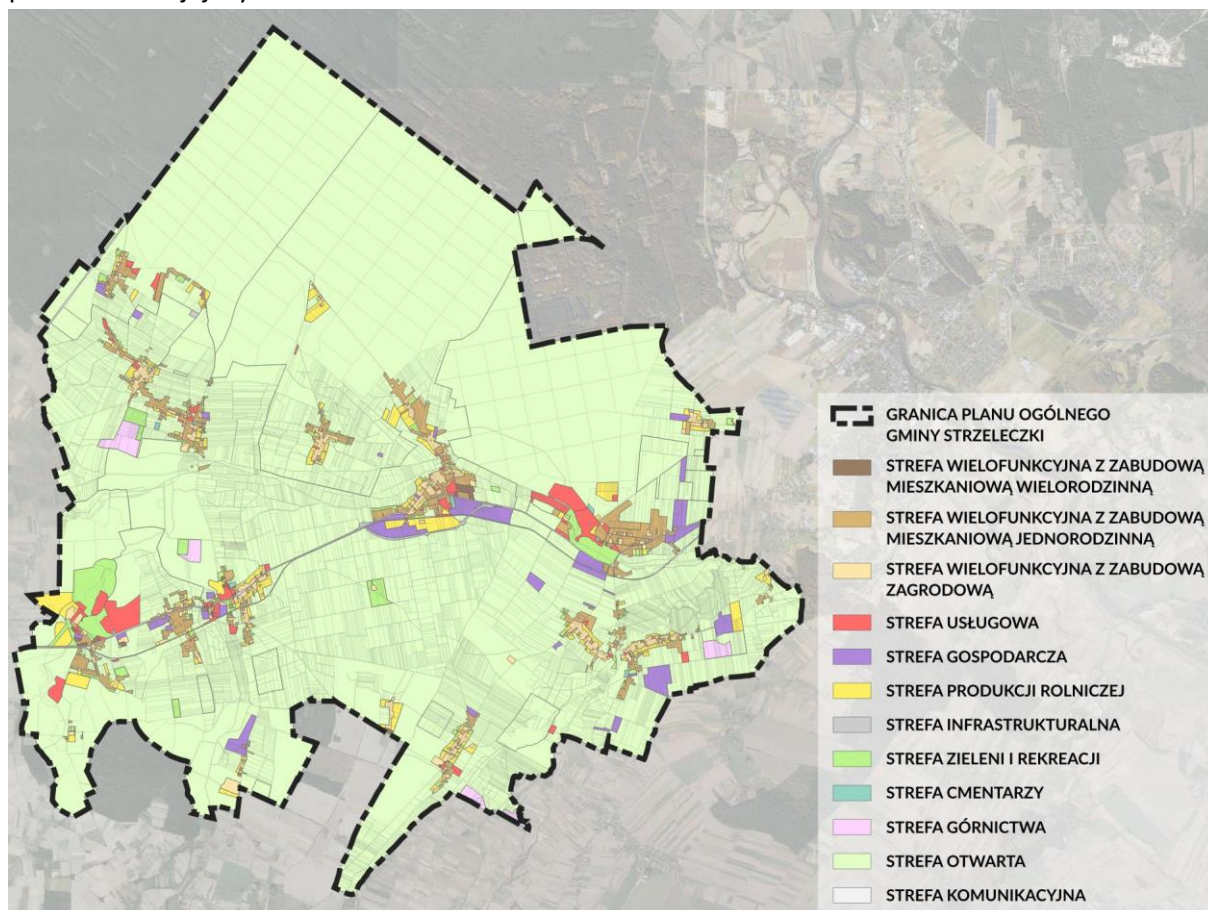 GRANICA PLANU OGÓLNEGO
GMINY STRZELECZKI
STREFA WIELOFUNKCYJNA Z ZABUDOWĄ
MIESZKANIOWĄ WIELORODZINNĄ
STREFA WIELOFUNKCYJNA Z ZABUDOWĄ
MIESZKANIOWĄ JEDNORODZINNĄ
STREFA WIELOFUNKCYJNA Z ZABUDOWĄ
ZAGRODOWĄ
STREFA USŁUGOWA
STREFA GOSPODARCZA
STREFA PRODUKCJI ROLNICZEJ
STREFA INFRASTRUKTURALNA
STREFA ZIELENI I REKREACJI
STREFA CMENTARZY
STREFA GÓRNICTWA
STREFA OTWARTA
STREFA KOMUNIKACYJNA